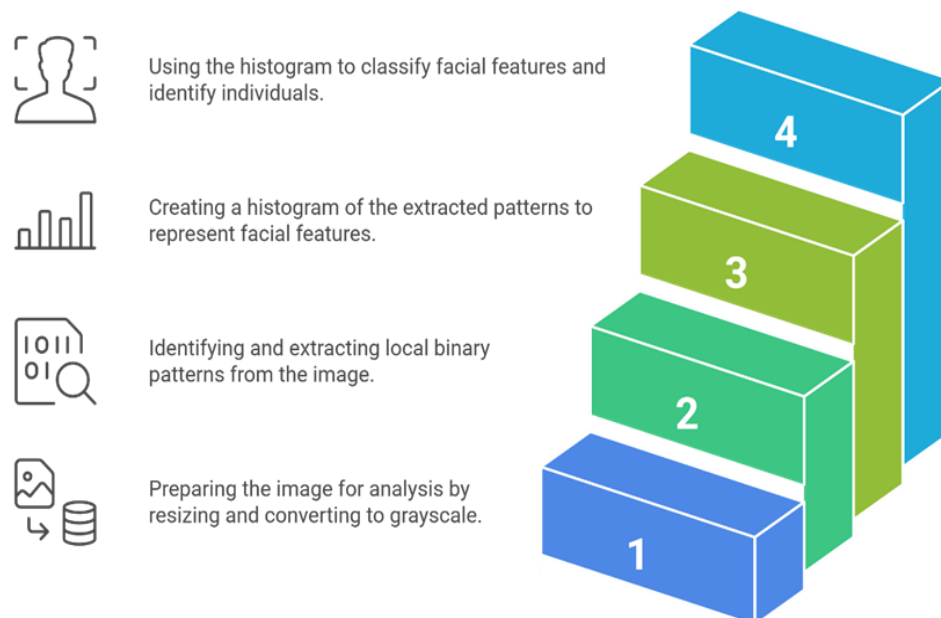 Using the histogram to classify facial features and
identify individuals.
4
Creating a histogram of the extracted patterns to
represent facial features.
3
1011
01
Identifying and extracting local binary
patterns from the image.
2
Preparing the image for analysis by
resizing and converting to grayscale.
1